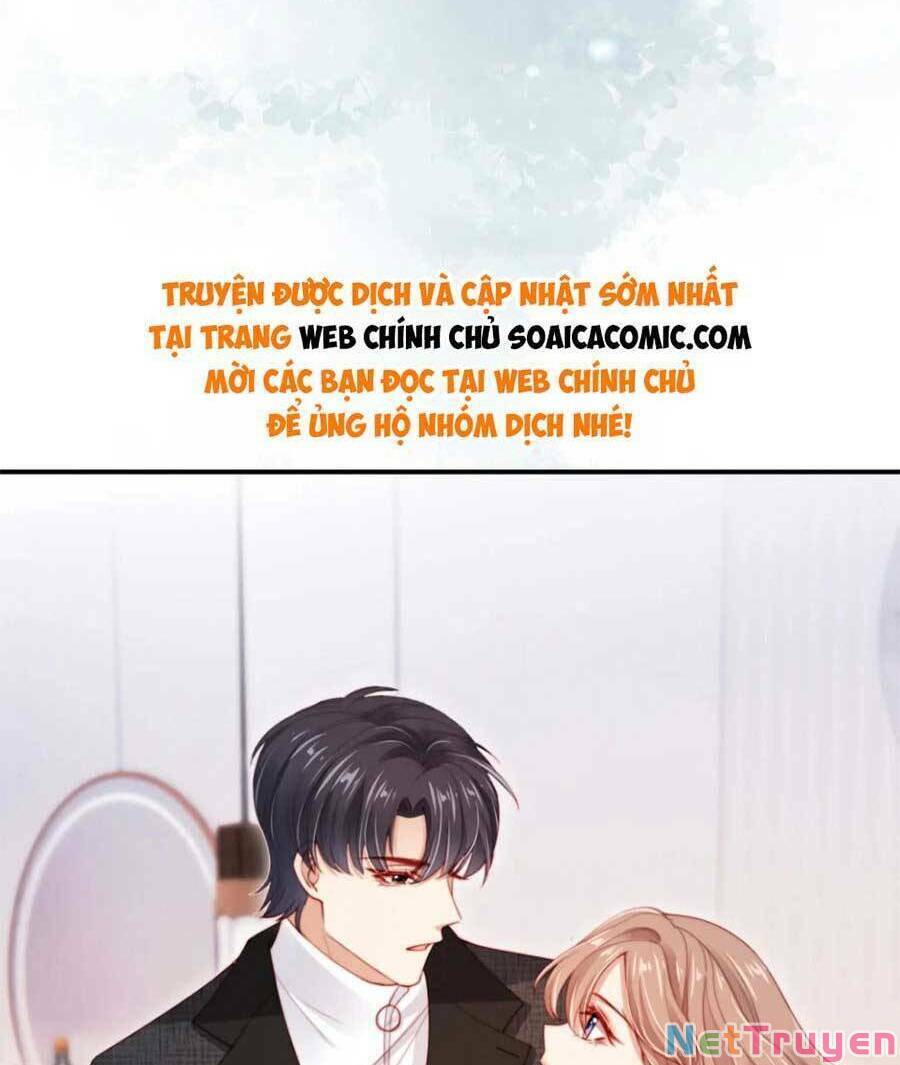 TRUYỆN ĐƯỢC DỊCH VÀ CẬP NHẬT SỚM NHẤT
TẠI TRANG WEB CHÍNH CHỦ SOAICACOMIC.COM
MỜI CÁC BẠN ĐỌC TẠI WEB CHÍNH CHỦ
ĐỂ ỦNG HỘ NHÓM DỊCH NHÉ!
NetTruyen